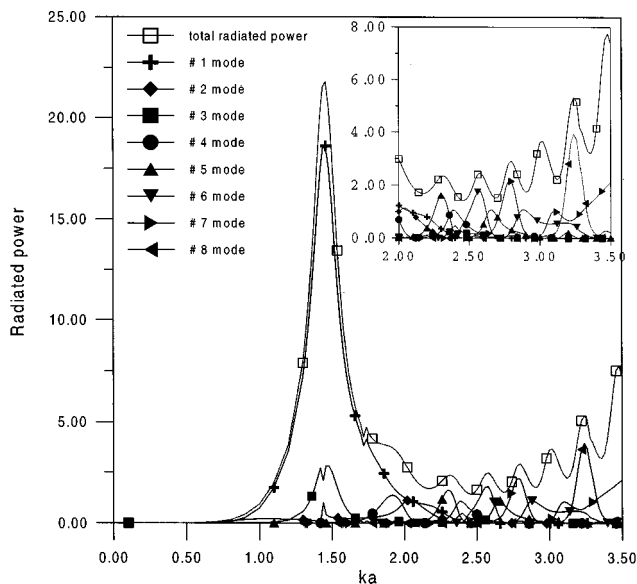 25.00
20.00
15.00
10.00
5.00
0.00
Radiated power
total radiated power
# 1 mode
# 2 mode
# 3 mode
# 4 mode
# 5 mode
# 6 mode
# 7 mode
# 8 mode
8.00
6.00
4.00
2.00
0.00
2.00 2.50 3.00 3.50
0.00 0.50 1.00 1.50 2.00 2.50 3.00 3.50
ka